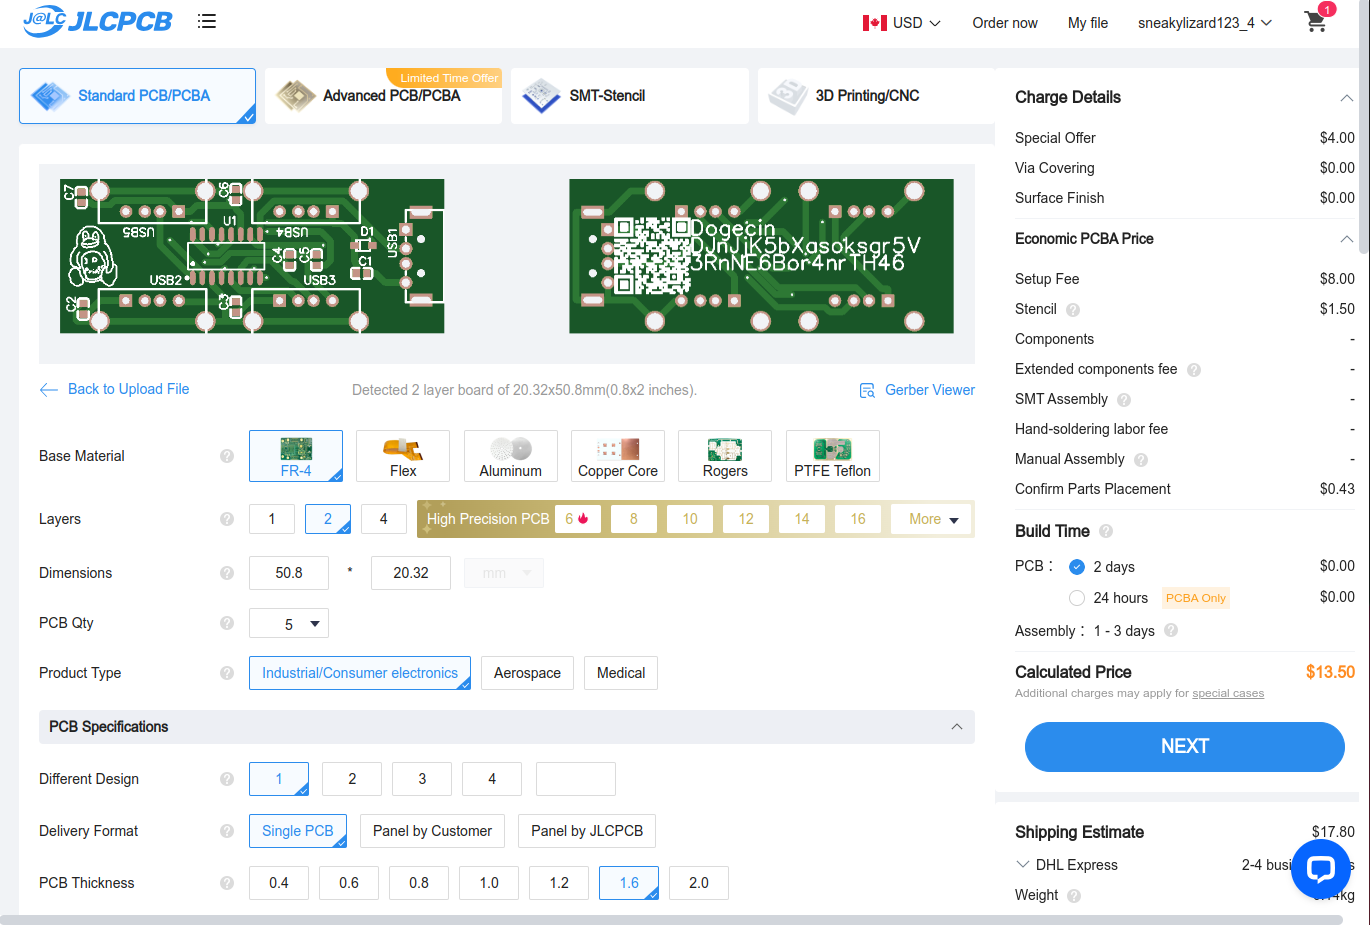 J@LC JLCPCB
USD
Order now
My file
sneakylizard123_4
1
Standard PCB/PCBA
Limited Time Offer
Advanced PCB/PCBA
SMT-Stencil
3D Printing/CNC
C7
C6
USB5
U1
USB4
D1
C4
C5
C1
USB1
USB2
USB3
C2
C3
Dogecin
DJnJjK5bXasoksgr5V
3RnNE6Bor4nrTH46
Back to Upload File
Detected 2 layer board of 20.32x50.8mm(0.8x2 inches).
Gerber Viewer
Base Material
FR-4
Flex
Aluminum
Copper Core
Rogers
PTFE Teflon
Layers
1
2
4
High Precision PCB
6
8
10
12
14
16
More
Dimensions
50.8
*
20.32
mm
PCB Qty
5
Product Type
Industrial/Consumer electronics
Aerospace
Medical
PCB Specifications
Different Design
1
2
3
4
Delivery Format
Single PCB
Panel by Customer
Panel by JLCPCB
PCB Thickness
0.4
0.6
0.8
1.0
1.2
1.6
2.0
Charge Details
Special Offer $4.00
Via Covering $0.00
Surface Finish $0.00
Economic PCBA Price
Setup Fee $8.00
Stencil $1.50
Components -
Extended components fee -
SMT Assembly -
Hand-soldering labor fee -
Manual Assembly -
Confirm Parts Placement $0.43
Build Time
PCB : 2 days $0.00
24 hours PCBA Only $0.00
Assembly : 1 - 3 days
Calculated Price $13.50
Additional charges may apply for special cases
NEXT
Shipping Estimate $17.80
DHL Express 2-4
Weight